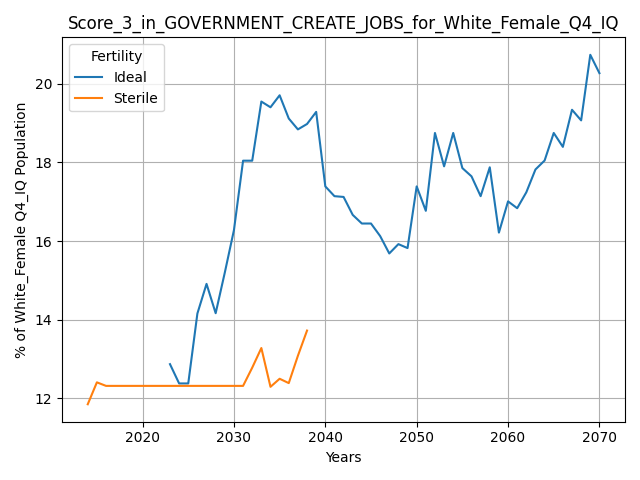 Score_3_in_GOVERNMENT_CREATE_JOBS_for_White_Female_Q4_IQ
Fertility
Ideal
Sterile
% of White_Female Q4_IQ Population
20
18
16
14
12
2020 2030 2040 2050 2060 2070
Years